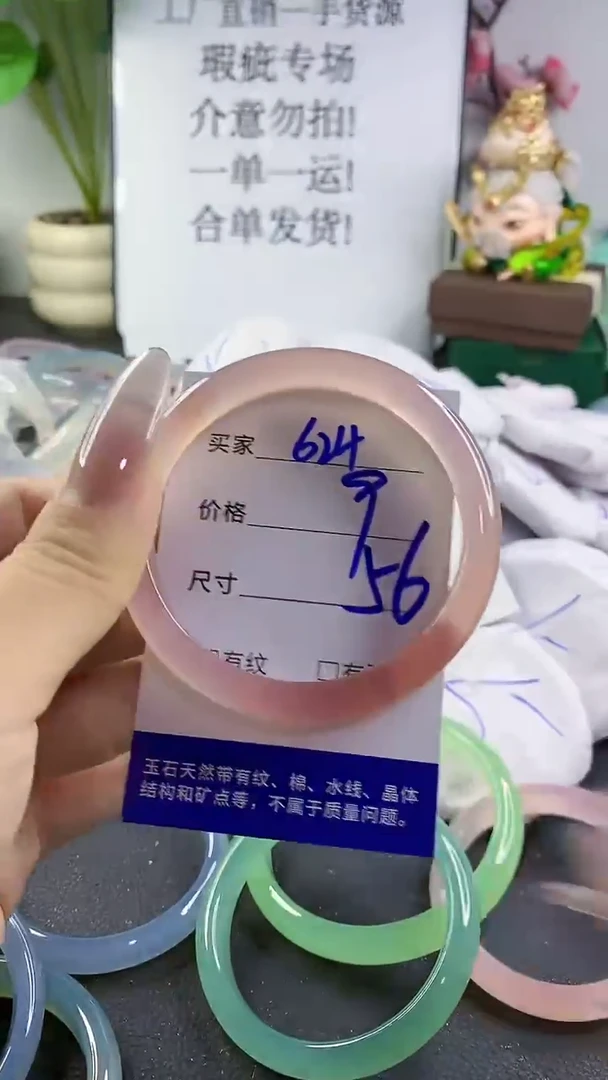 工厂直销一手货源
瑕疵专场
介意勿拍!
一单一运!
合单发货!
买家 624
价格
尺寸 56
有纹
玉石天然带有纹、棉、水线、晶体
结构和矿点等，不属于质量问题。